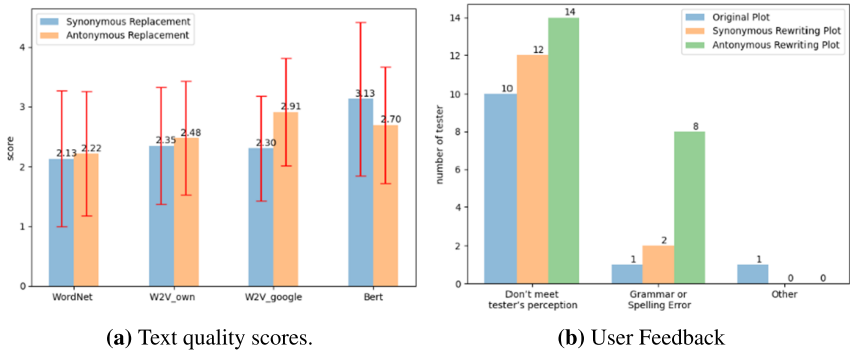 Synonymous Replacement
Antonymous Replacement
score
4
3
2
1
0
2.13
2.22
2.35
2.48
2.30
2.91
3.13
2.70
WordNet
W2V_own
W2V_google
Bert
(a) Text quality scores.
Original Plot
Synonymous Rewriting Plot
Antonymous Rewriting Plot
number of tester
14
12
10
8
6
4
2
0
10
12
14
1
2
8
1
0
0
Don't meet
tester's perception
Grammar or
Spelling Error
Other
(b) User Feedback